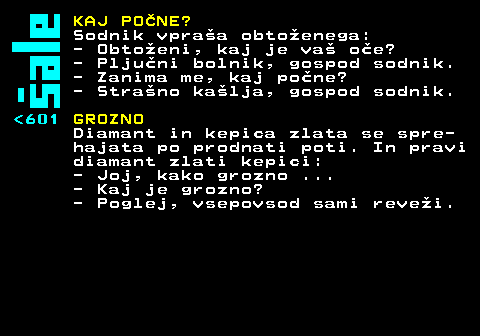 Šale
KAJ POČNE?
Sodnik vpraša obtoženega:
- Obtoženi, kaj je vaš oče?
- Pljučni bolnik, gospod sodnik.
- Zanima me, kaj počne?
- Strašno kašlja, gospod sodnik.
<601 GROZNO
Diamant in kepica zlata se spre-
hajata po prodnati poti. In pravi
diamant zlati kepici:
- Joj, kako grozno ...
- Kaj je grozno?
- Poglej, vsepovsod sami reveži.